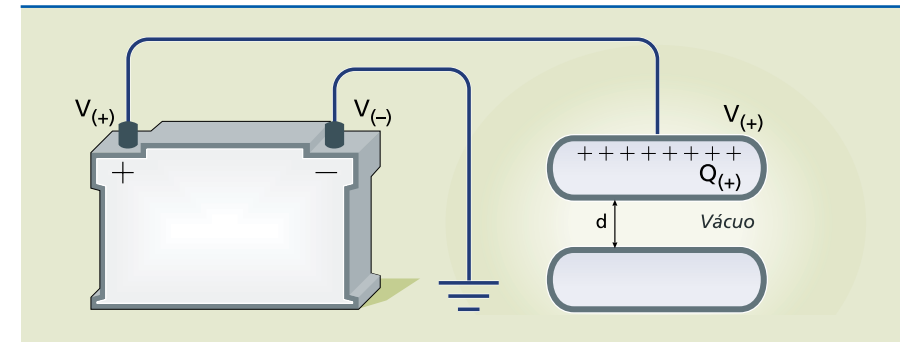 V(+)
V(–)
+
–
V(+)
+ + + + + + + +
Q(+)
d
Vácuo